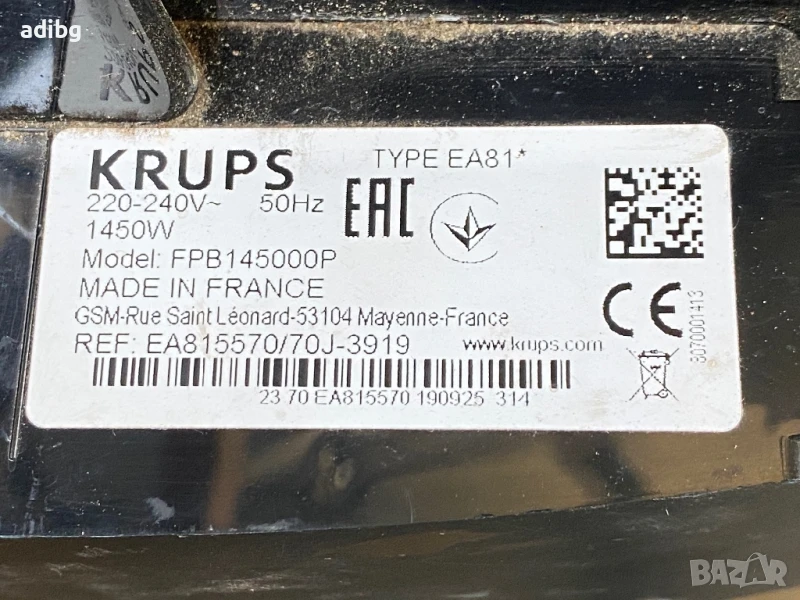 adibg
KRUPS
TYPE EA81*
220-240V~ 50Hz
1450W
EAC
Model: FPB145000P
MADE IN FRANCE
GSM-Rue Saint Léonard-53104 Mayenne-France
REF: EA815570/70J-3919
www.krups.com
CE
8070001413
23 70 EA815570 190925 314
BAZAR